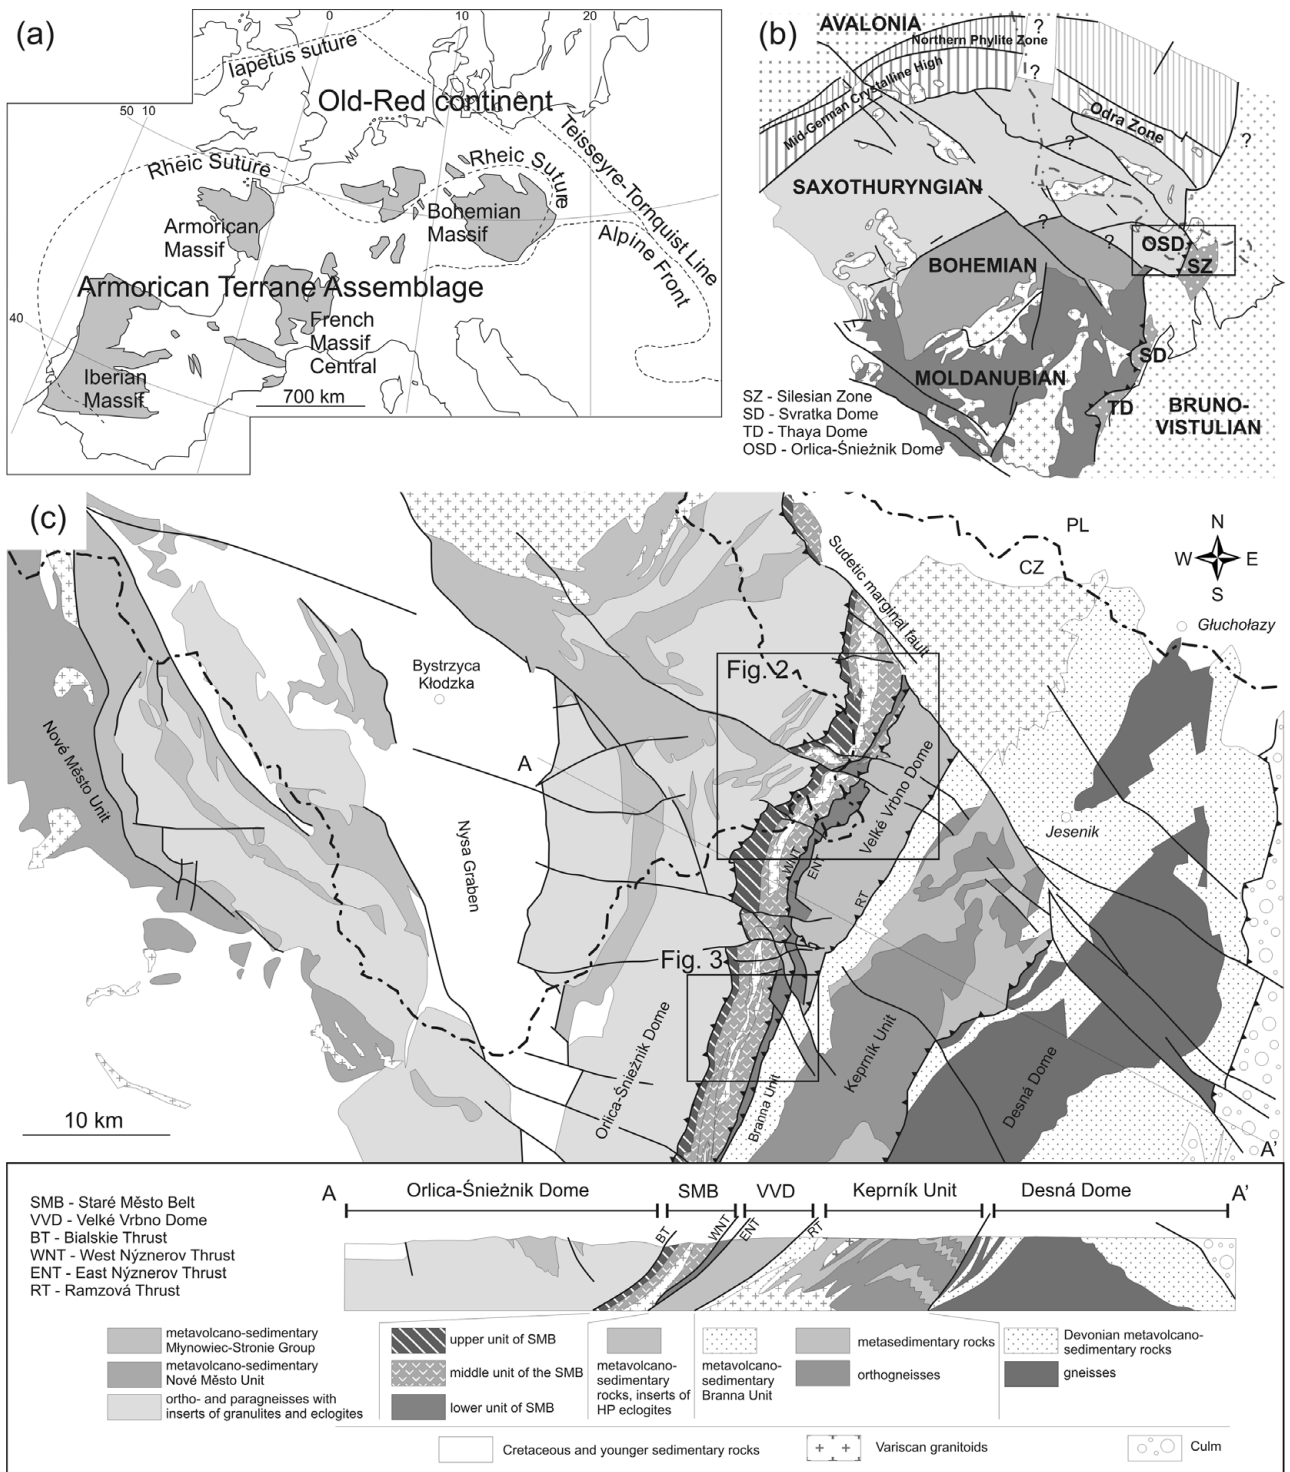 (a)
0
10
20
Iapetus suture
Old-Red continent
50
10
Rheic Suture
Rheic Suture
Teisseyre-Tornquist Line
Armorican
Massif
Bohemian
Massif
Alpine Front
Armorican Terrane Assemblage
40
French
Massif
Central
Iberian
Massif
700 km
(b)
AVALONIA
Northern Phylite Zone
?
?
Mid-German Crystalline High
Odra Zone
?
?
SAXOTHURYNGIAN
?
?
OSD
SZ
BOHEMIAN
SD
MOLDANUBIAN
TD
BRUNO-
VISTULIAN
SZ - Silesian Zone
SD - Svratka Dome
TD - Thaya Dome
OSD - Orlica-Śnieżnik Dome
(c)
PL
CZ
N
W
E
S
Sudetic marginal fault
Głuchołazy
Bystrzyca
Kłodzka
Fig. 2
Nové Město Unit
A
Velké Vrbno Dome
Jeseník
Nysa Graben
WNT
ENT
RT
Fig. 3
Orlica-Śnieżnik Dome
Branna Unit
Keprník Unit
Desná Dome
10 km
A'
SMB - Staré Město Belt
VVD - Velké Vrbno Dome
BT - Bialskie Thrust
WNT - West Nýznerov Thrust
ENT - East Nýznerov Thrust
RT - Ramzová Thrust
A
Orlica-Śnieżnik Dome
SMB
VVD
Keprník Unit
Desná Dome
A'
BT
WNT
ENT
RT
metavolcano-sedimentary
Młynowiec-Stronie Group
metavolcano-sedimentary
Nové Město Unit
ortho- and paragneisses with
inserts of granulites and eclogites
upper unit of SMB
middle unit of the SMB
lower unit of SMB
metavolcano-
sedimentary
rocks, inserts of
HP eclogites
metavolcano-
sedimentary
Branna Unit
metasedimentary rocks
orthogneisses
Devonian metavolcano-
sedimentary rocks
gneisses
Cretaceous and younger sedimentary rocks
Variscan granitoids
Culm